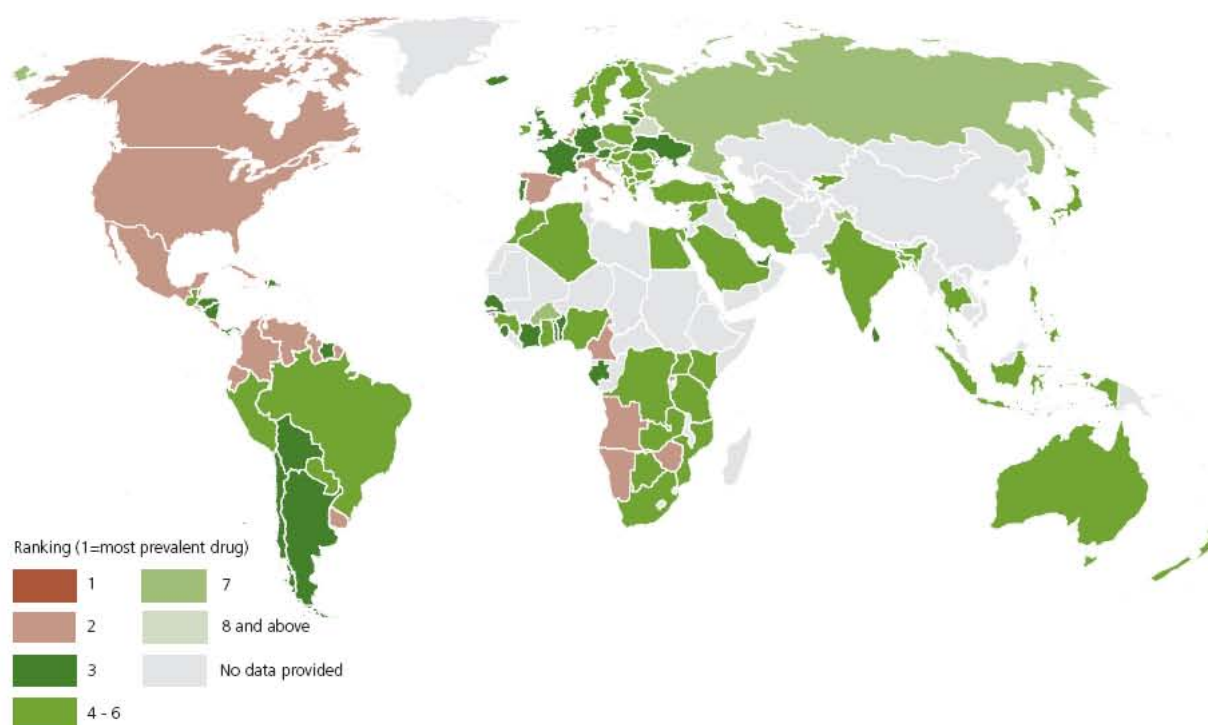 Ranking (1=most prevalent drug)
1
2
3
4 - 6
7
8 and above
No data provided